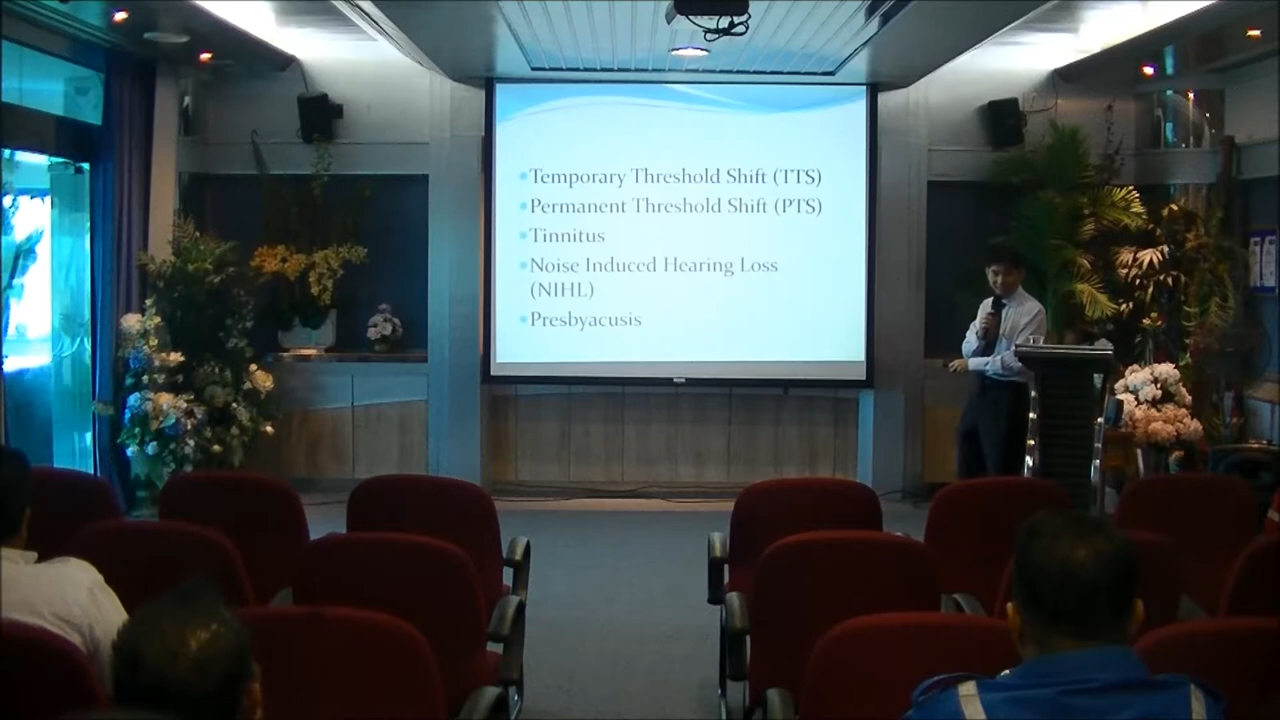 Temporary Threshold Shift (TTS)
Permanent Threshold Shift (PTS)
Tinnitus
Noise Induced Hearing Loss
(NIHL)
Presbyacusis